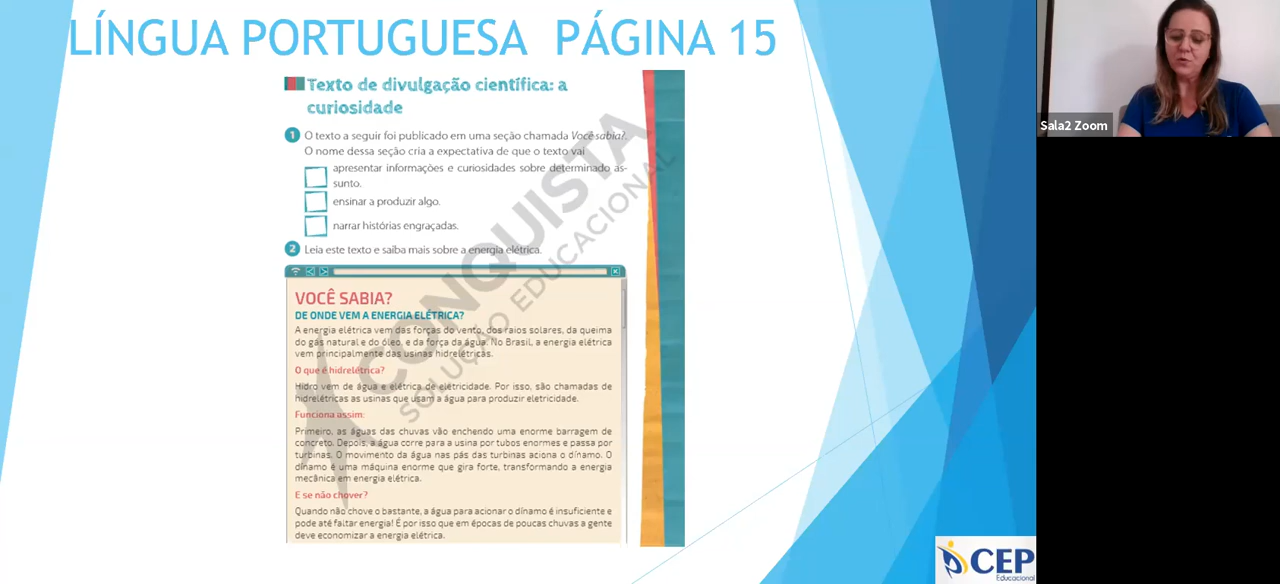 LÍNGUA PORTUGUESA PÁGINA 15
Texto de divulgação científica: a
curiosidade
1 O texto a seguir foi publicado em uma seção chamada Você sabia?.
O nome dessa seção cria a expectativa de que o texto vai
apresentar informações e curiosidades sobre determinado as-
sunto.
ensinar a produzir algo.
narrar histórias engraçadas.
2 Leia este texto e saiba mais sobre a energia elétrica.
VOCÊ SABIA?
DE ONDE VEM A ENERGIA ELÉTRICA?
A energia elétrica vem das forças do vento, dos raios solares, da queima
do gás natural e do óleo, e da força da água. No Brasil, a energia elétrica
vem principalmente das usinas hidrelétricas.
O que é hidrelétrica?
Hidro vem de água e elétrica de eletricidade. Por isso, são chamadas de
hidrelétricas as usinas que usam a água para produzir eletricidade.
Funciona assim:
Primeiro, as águas das chuvas vão enchendo uma enorme barragem de
concreto. Depois, a água corre para a usina por tubos enormes e passa por
turbinas. O movimento da água nas pás das turbinas aciona o dínamo. O
dínamo é uma máquina enorme que gira forte, transformando a energia
mecânica em energia elétrica.
E se não chover?
Quando não chove o bastante, a água para acionar o dínamo é insuficiente e
pode até faltar energia! É por isso que em épocas de poucas chuvas a gente
deve economizar a energia elétrica.
CONQUISTA
SOLUÇÃO EDUCACIONAL
Sala2 Zoom
CEP
Educacional